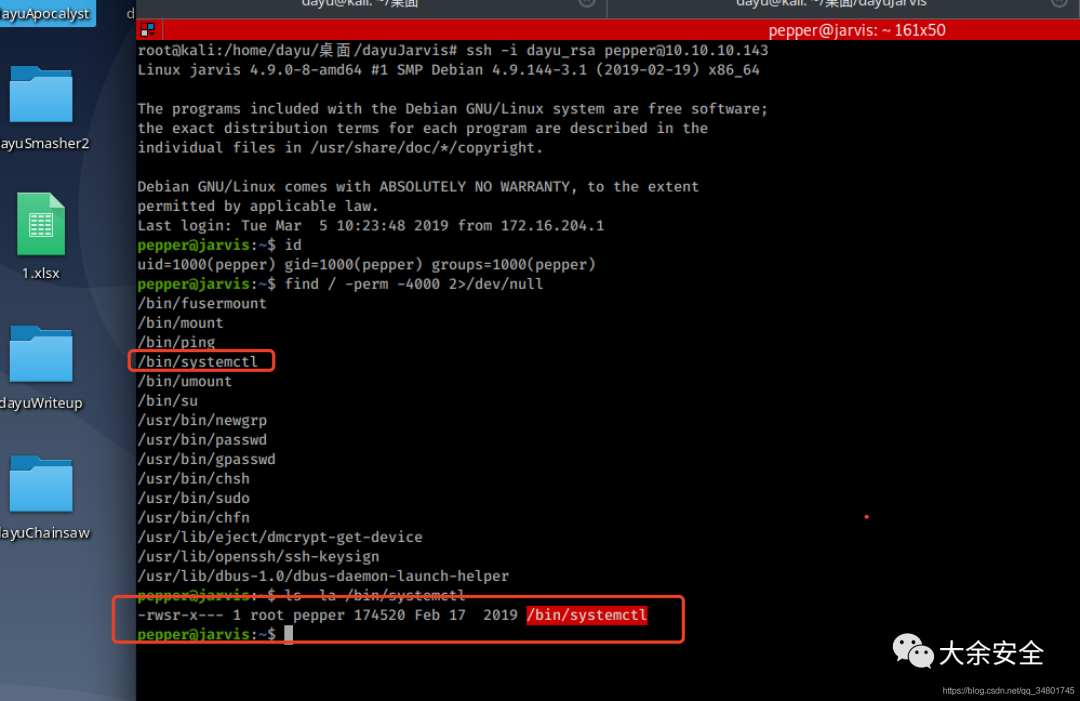 dayu@kali: ~/桌面
dayu@kali: ~/桌面/dayuJarvis
pepper@jarvis: ~ 161x50
ayuApocalyst
ayuSmasher2
1.xlsx
dayuWriteup
dayuChainsaw
root@kali:/home/dayu/桌面/dayuJarvis# ssh -i dayu_rsa pepper@10.10.10.143
Linux jarvis 4.9.0-8-amd64 #1 SMP Debian 4.9.144-3.1 (2019-02-19) x86_64
The programs included with the Debian GNU/Linux system are free software;
the exact distribution terms for each program are described in the
individual files in /usr/share/doc/*/copyright.
Debian GNU/Linux comes with ABSOLUTELY NO WARRANTY, to the extent
permitted by applicable law.
Last login: Tue Mar  5 10:23:48 2019 from 172.16.204.1
pepper@jarvis:~$ id
uid=1000(pepper) gid=1000(pepper) groups=1000(pepper)
pepper@jarvis:~$ find / -perm -4000 2>/dev/null
/bin/fusermount
/bin/mount
/bin/ping
/bin/systemctl
/bin/umount
/bin/su
/usr/bin/newgrp
/usr/bin/passwd
/usr/bin/gpasswd
/usr/bin/chsh
/usr/bin/sudo
/usr/bin/chfn
/usr/lib/eject/dmcrypt-get-device
/usr/lib/openssh/ssh-keysign
/usr/lib/dbus-1.0/dbus-daemon-launch-helper
pepper@jarvis:~$ ls -la /bin/systemctl
-rwsr-x--- 1 root pepper 174520 Feb 17  2019 /bin/systemctl
pepper@jarvis:~$
大余安全
https://blog.csdn.net/qq_34801745